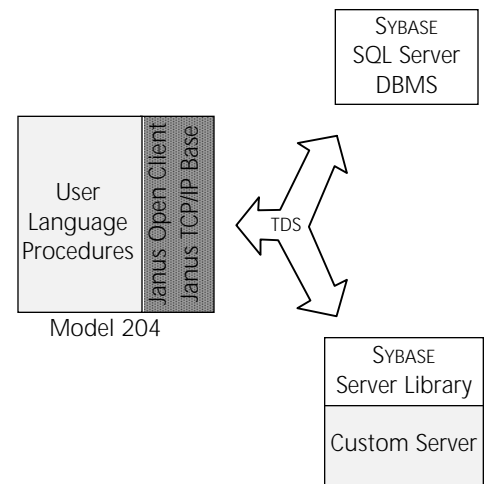 SYBASE
SQL Server
DBMS
User
Language
Procedures
Janus Open Client
Janus TCP/IP Base
TDS
Model 204
SYBASE
Server Library
Custom Server